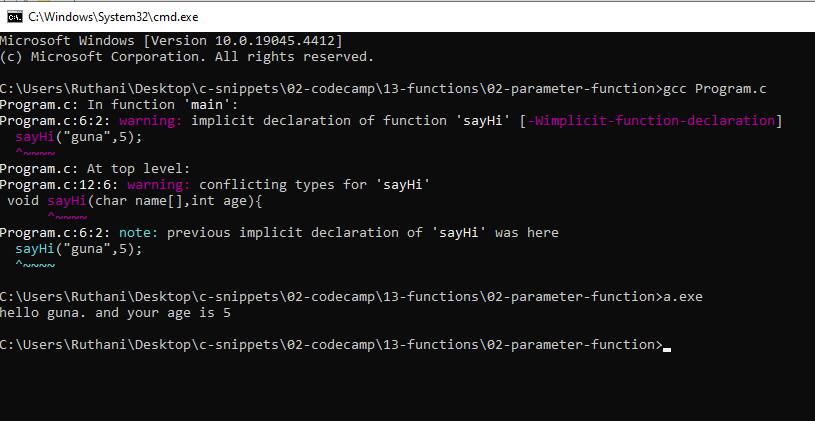 C:\Windows\System32\cmd.exe
Microsoft Windows [Version 10.0.19045.4412]
(c) Microsoft Corporation. All rights reserved.
C:\Users\Ruthani\Desktop\c-snippets\02-codecamp\13-functions\02-parameter-function>gcc Program.c
Program.c: In function 'main':
Program.c:6:2: warning: implicit declaration of function 'sayHi' [-Wimplicit-function-declaration]
  sayHi("guna",5);
  ^~~~~
Program.c: At top level:
Program.c:12:6: warning: conflicting types for 'sayHi'
 void sayHi(char name[],int age){
      ^~~~~
Program.c:6:2: note: previous implicit declaration of 'sayHi' was here
  sayHi("guna",5);
  ^~~~~
C:\Users\Ruthani\Desktop\c-snippets\02-codecamp\13-functions\02-parameter-function>a.exe
hello guna. and your age is 5
C:\Users\Ruthani\Desktop\c-snippets\02-codecamp\13-functions\02-parameter-function>